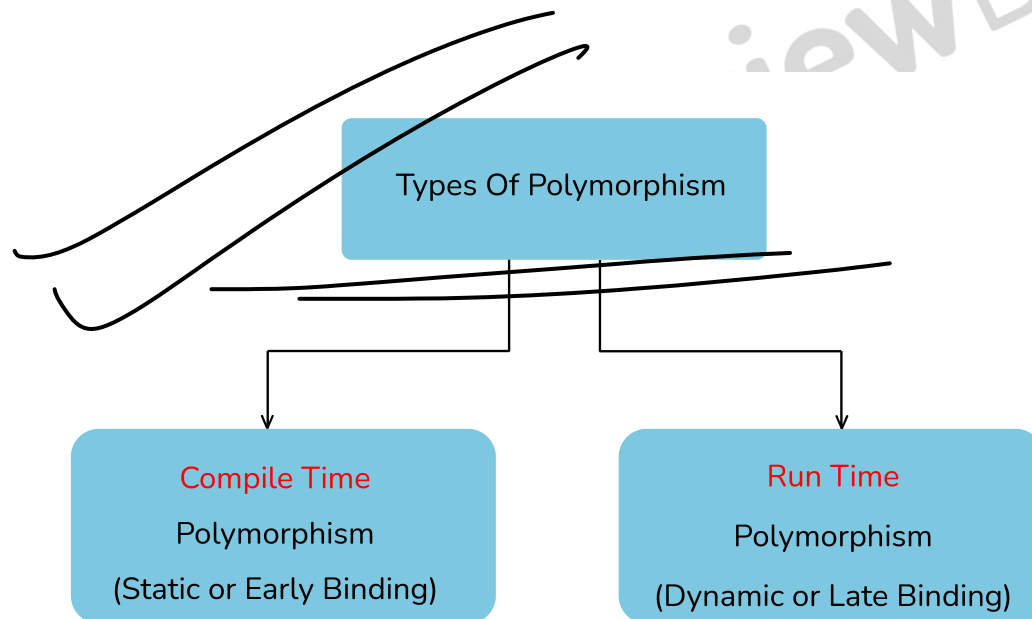 Types Of Polymorphism
Compile Time
Polymorphism
(Static or Early Binding)
Run Time
Polymorphism
(Dynamic or Late Binding)